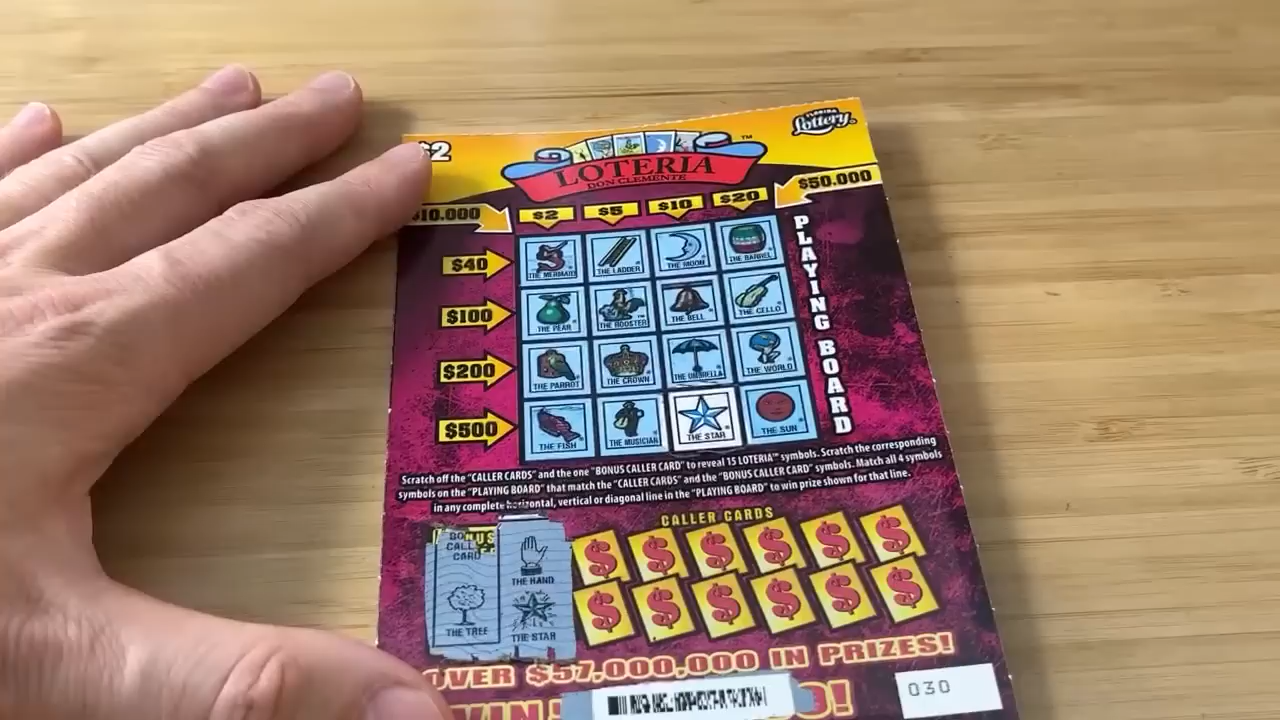 $2
FLORIDA
Lottery
LOTERIA™
DON CLEMENTE
$10,000
$2 $5 $10 $20
$50,000
$40
$100
$200
$500
THE MERMAID THE LADDER THE MOON THE BARREL
THE PEAR THE ROOSTER THE BELL THE CELLO
THE PARROT THE CROWN THE UMBRELLA THE WORLD
THE FISH THE MUSICIAN THE STAR THE SUN
PLAYING BOARD
Scratch off the "CALLER CARDS" and the one "BONUS CALLER CARD" to reveal 15 LOTERIA™ symbols. Scratch the corresponding
symbols on the "PLAYING BOARD" that match the "CALLER CARDS" and the "BONUS CALLER CARD" symbols. Match all 4 symbols
in any complete horizontal, vertical or diagonal line in the "PLAYING BOARD" to win prize shown for that line.
CALLER CARDS
CARD
THE HAND
THE TREE
THE STAR
$ $ $ $ $ $
$ $ $ $ $ $
OVER $57,000,000 IN PRIZES!
030